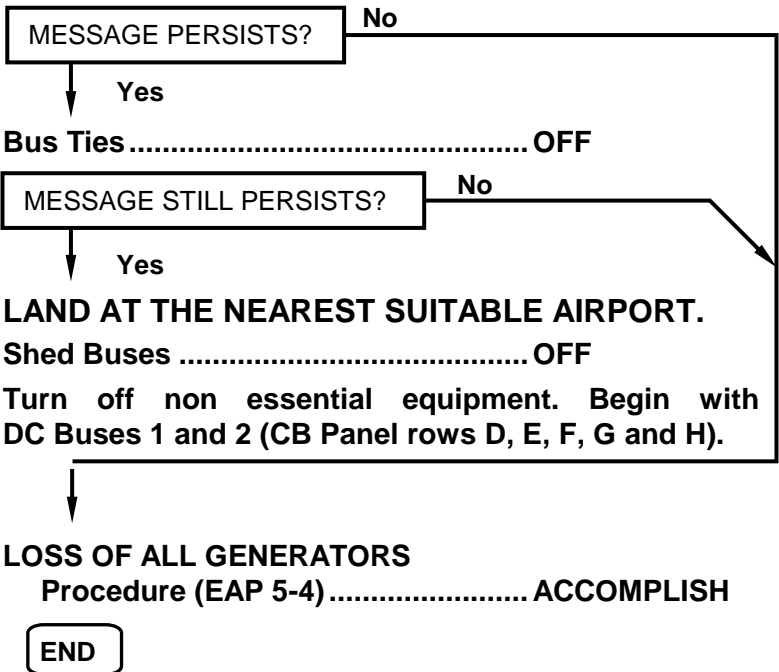 MESSAGE PERSISTS?
No
Yes
Bus Ties................................................ OFF
MESSAGE STILL PERSISTS?
No
Yes
LAND AT THE NEAREST SUITABLE AIRPORT.
Shed Buses .......................................... OFF
Turn off non essential equipment. Begin with
DC Buses 1 and 2 (CB Panel rows D, E, F, G and H).
LOSS OF ALL GENERATORS
Procedure (EAP 5-4)........................ ACCOMPLISH
END